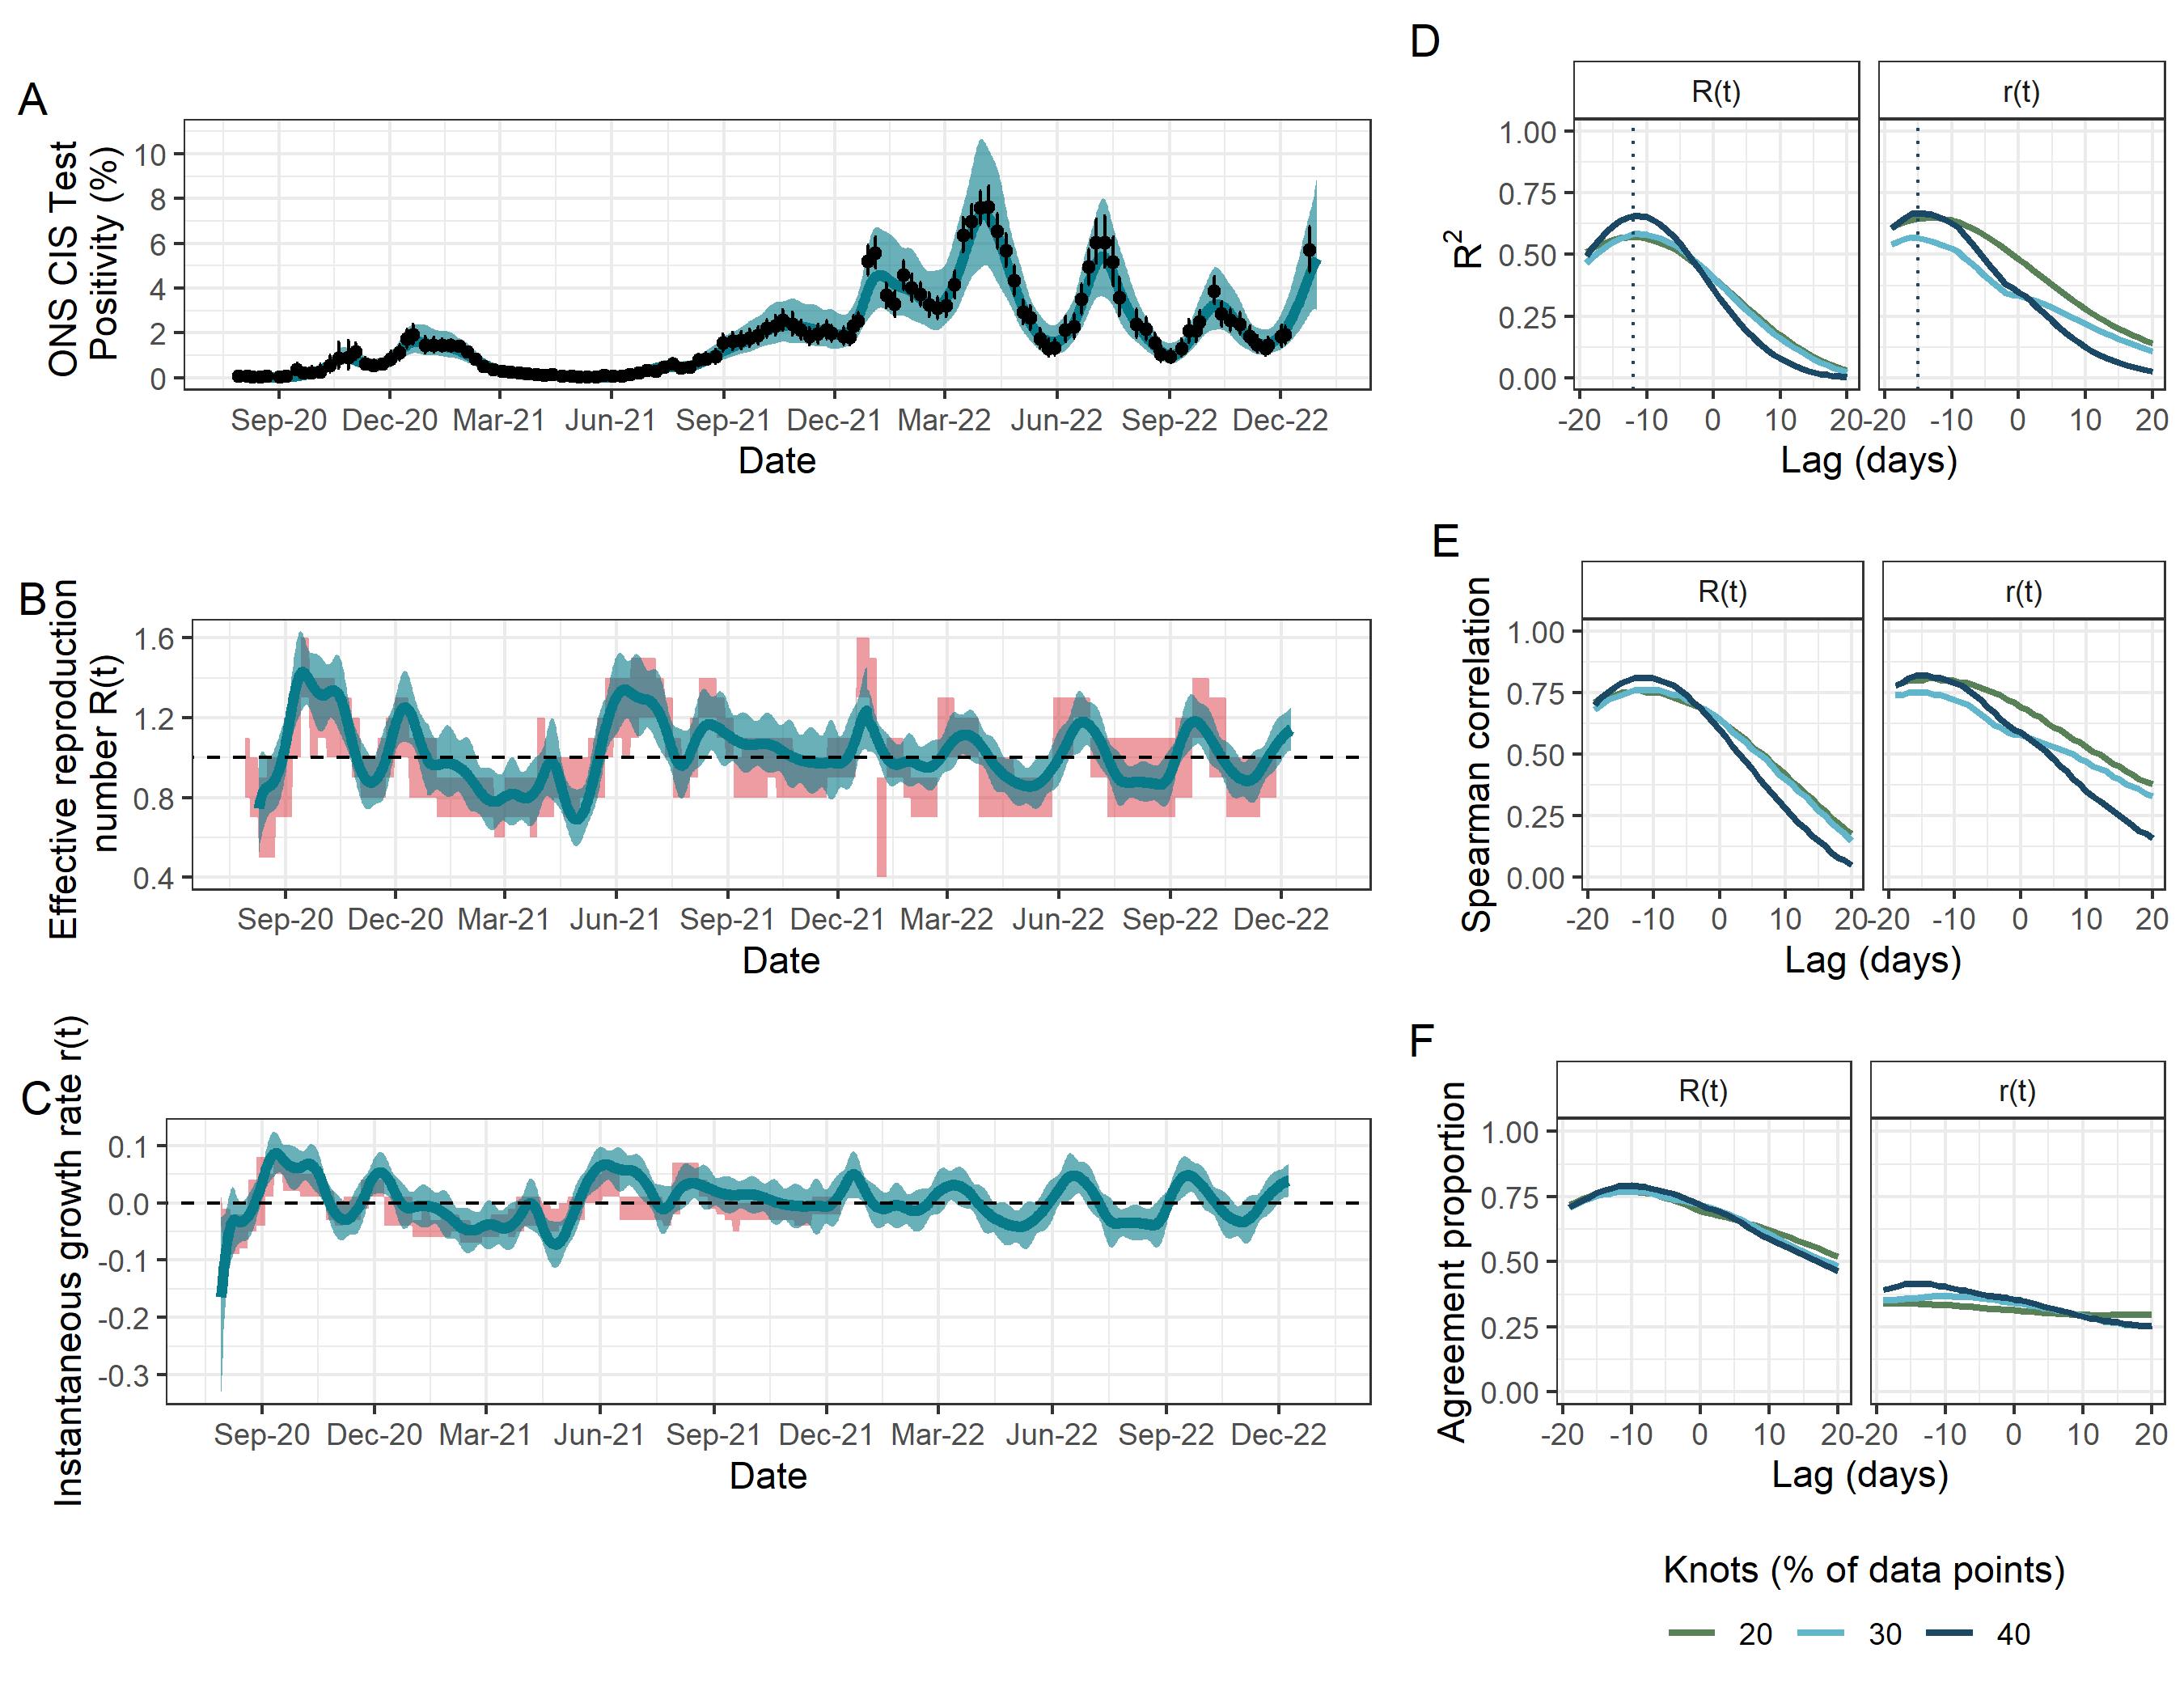 A
ONS CIS Test
Positivity (%)
10
8
6
4
2
0
Sep-20 Dec-20 Mar-21 Jun-21 Sep-21 Dec-21 Mar-22 Jun-22 Sep-22 Dec-22
Date
B
Effective reproduction
number R(t)
1.6
1.2
0.8
0.4
Sep-20 Dec-20 Mar-21 Jun-21 Sep-21 Dec-21 Mar-22 Jun-22 Sep-22 Dec-22
Date
C
Instantaneous growth rate r(t)
0.1
0.0
-0.1
-0.2
-0.3
Sep-20 Dec-20 Mar-21 Jun-21 Sep-21 Dec-21 Mar-22 Jun-22 Sep-22 Dec-22
Date
D
R(t) r(t)
R²
1.00
0.75
0.50
0.25
0.00
-20 -10 0 10 20 -20 -10 0 10 20
Lag (days)
E
R(t) r(t)
Spearman correlation
1.00
0.75
0.50
0.25
0.00
-20 -10 0 10 20 -20 -10 0 10 20
Lag (days)
F
R(t) r(t)
Agreement proportion
1.00
0.75
0.50
0.25
0.00
-20 -10 0 10 20 -20 -10 0 10 20
Lag (days)
Knots (% of data points)
20 30 40